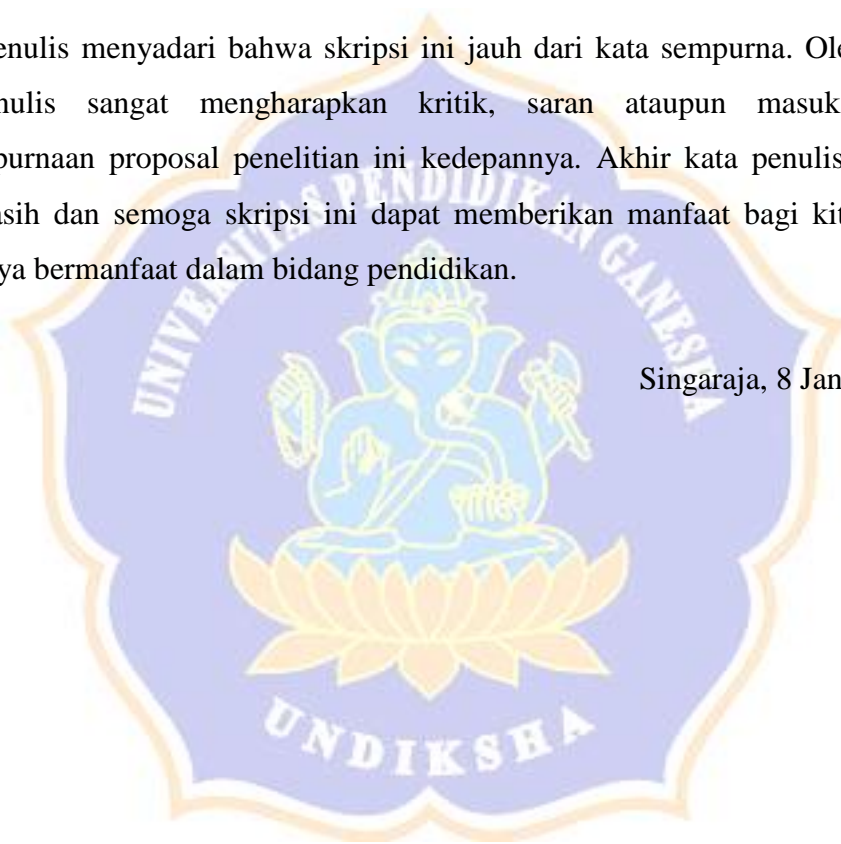 enulis menyadari bahwa skripsi ini jauh dari kata sempurna. Ole
nulis sangat mengharapkan kritik, saran ataupun masuk
purnaan proposal penelitian ini kedepannya. Akhir kata penulis
asih dan semoga skripsi ini dapat memberikan manfaat bagi kit
ya bermanfaat dalam bidang pendidikan.
UNIVERSITAS PENDIDIKAN GANESHA
Singaraja, 8 Jan
UNDIKSHA